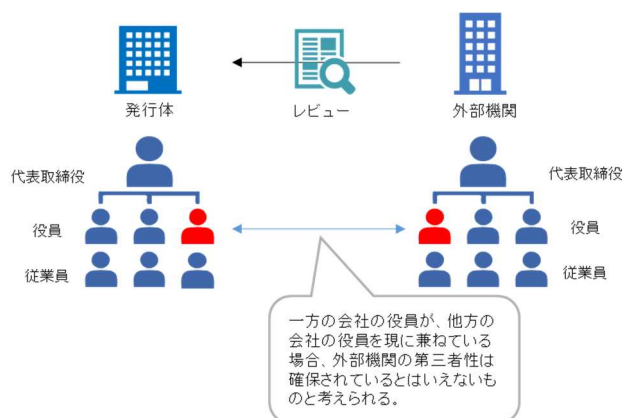 発行体
レビュー
外部機関
代表取締役
代表取締役
役員
役員
従業員
従業員
一方の会社の役員が、他方の
会社の役員を現に兼ねている
場合、外部機関の第三者性は
確保されているとはいえないも
のと考えられる。